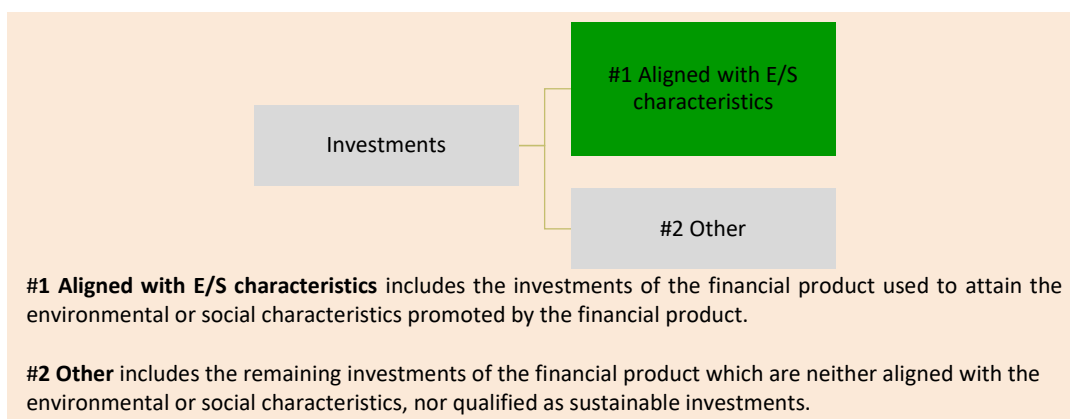 #1 Aligned with E/S
characteristics
Investments
#2 Other
#1 Aligned with E/S characteristics includes the investments of the financial product used to attain the
environmental or social characteristics promoted by the financial product.
#2 Other includes the remaining investments of the financial product which are neither aligned with the
environmental or social characteristics, nor qualified as sustainable investments.